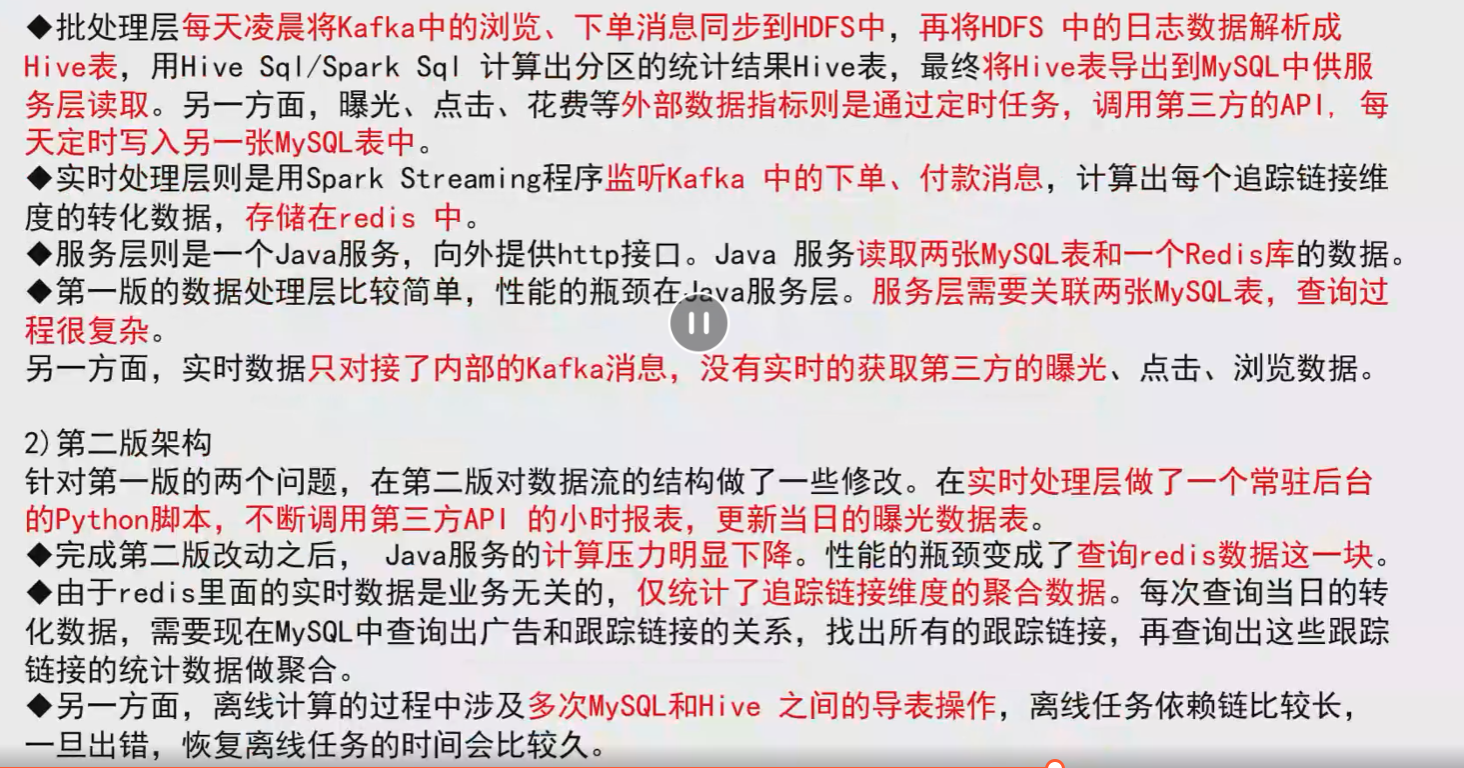 ◆批处理层每天凌晨将Kafka中的浏览、下单消息同步到HDFS中，再将HDFS 中的日志数据解析成
Hive表，用Hive Sql/Spark Sql 计算出分区的统计结果Hive表，最终将Hive表导出到MySQL中供服
务层读取。另一方面，曝光、点击、花费等外部数据指标则是通过定时任务，调用第三方的API，每
天定时写入另一张MySQL表中。
◆实时处理层则是用Spark Streaming程序监听Kafka 中的下单、付款消息，计算出每个追踪链接维
度的转化数据，存储在redis 中。
◆服务层则是一个Java服务，向外提供http接口。Java 服务读取两张MySQL表和一个Redis库的数据。
◆第一版的数据处理层比较简单，性能的瓶颈在Java服务层。服务层需要关联两张MySQL表，查询过
程很复杂。
另一方面，实时数据只对接了内部的Kafka消息，没有实时的获取第三方的曝光、点击、浏览数据。
2)第二版架构
针对第一版的两个问题，在第二版对数据流的结构做了一些修改。在实时处理层做了一个常驻后台
的Python脚本，不断调用第三方API 的小时报表，更新当日的曝光数据表。
◆完成第二版改动之后， Java服务的计算压力明显下降。性能的瓶颈变成了查询redis数据这一块。
◆由于redis里面的实时数据是业务无关的，仅统计了追踪链接维度的聚合数据。每次查询当日的转
化数据，需要现在MySQL中查询出广告和跟踪链接的关系，找出所有的跟踪链接，再查询出这些跟踪
链接的统计数据做聚合。
◆另一方面，离线计算的过程中涉及多次MySQL和Hive 之间的导表操作，离线任务依赖链比较长，
一旦出错，恢复离线任务的时间会比较久。